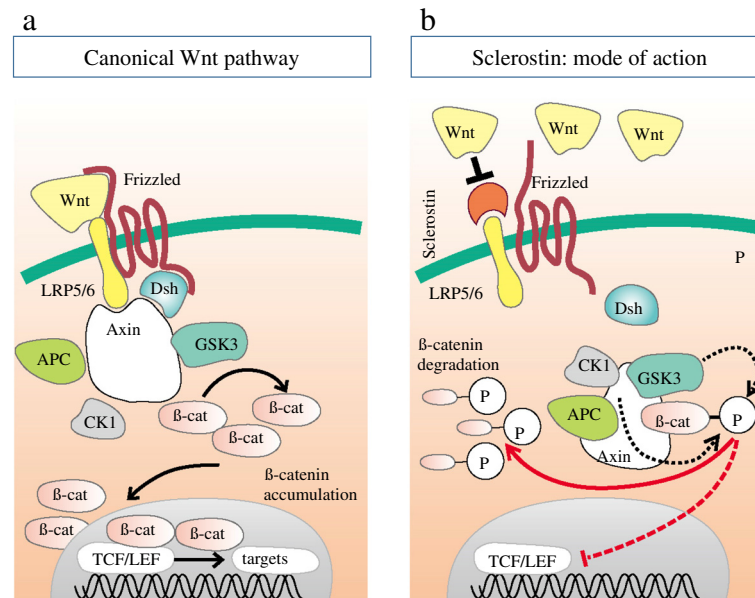 a
Canonical Wnt pathway
Wnt
Frizzled
LRP5/6
Dsh
Axin
APC
GSK3
CK1
ß-cat
ß-cat
ß-cat
ß-catenin
accumulation
ß-cat
ß-cat
ß-cat
ß-cat
TCF/LEF
targets
b
Sclerostin: mode of action
Wnt
Wnt
Wnt
Sclerostin
Frizzled
P
LRP5/6
Dsh
ß-catenin
degradation
CK1
GSK3
P
APC
ß-cat
P
P
Axin
P
TCF/LEF